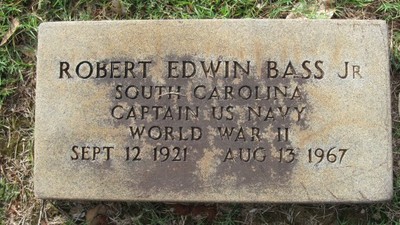 ROBERT EDWIN BASS JR
SOUTH CAROLINA
CAPTAIN US NAVY
WORLD WAR II
SEPT 12 1921 AUG 13 1967